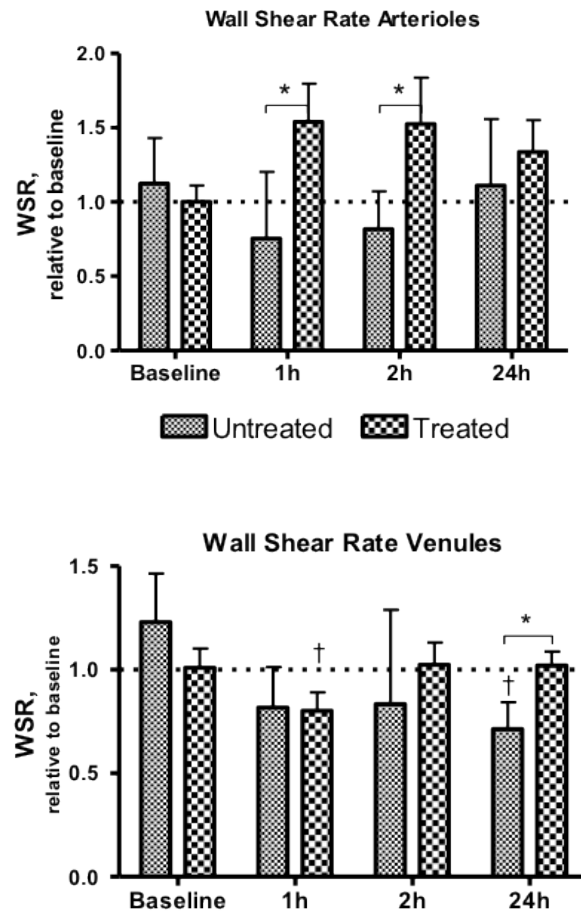 Wall Shear Rate Arterioles
WSR,
relative to baseline
2.0
1.5
1.0
0.5
0.0
* *
Baseline 1h 2h 24h
Untreated Treated
Wall Shear Rate Venules
WSR,
relative to baseline
1.5
1.0
0.5
0.0
†
*
†
Baseline 1h 2h 24h